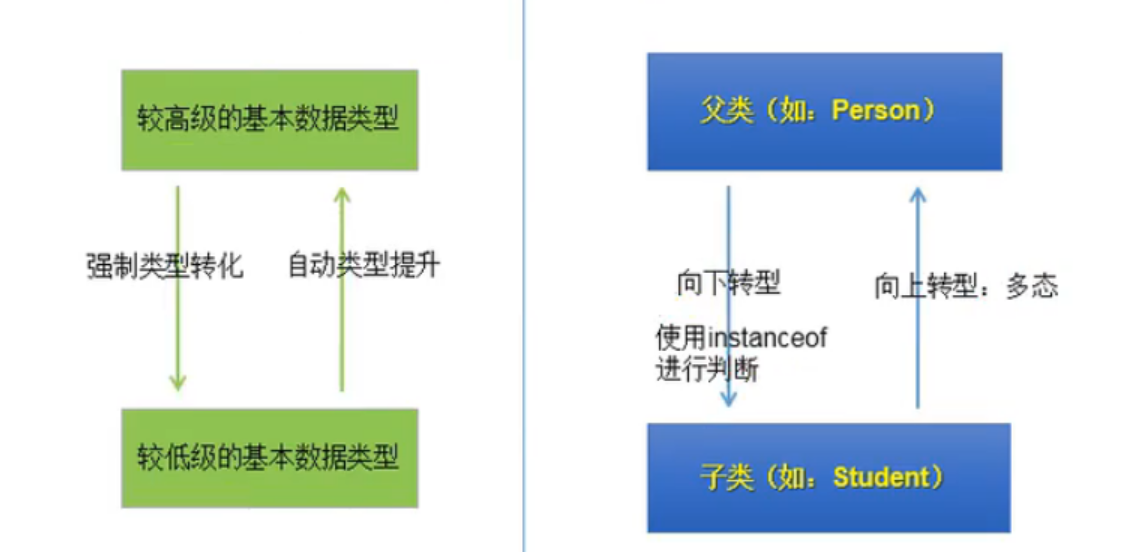 较高级的基本数据类型
强制类型转化
自动类型提升
较低级的基本数据类型
父类（如：Person）
向下转型
使用instanceof
进行判断
向上转型：多态
子类（如：Student）